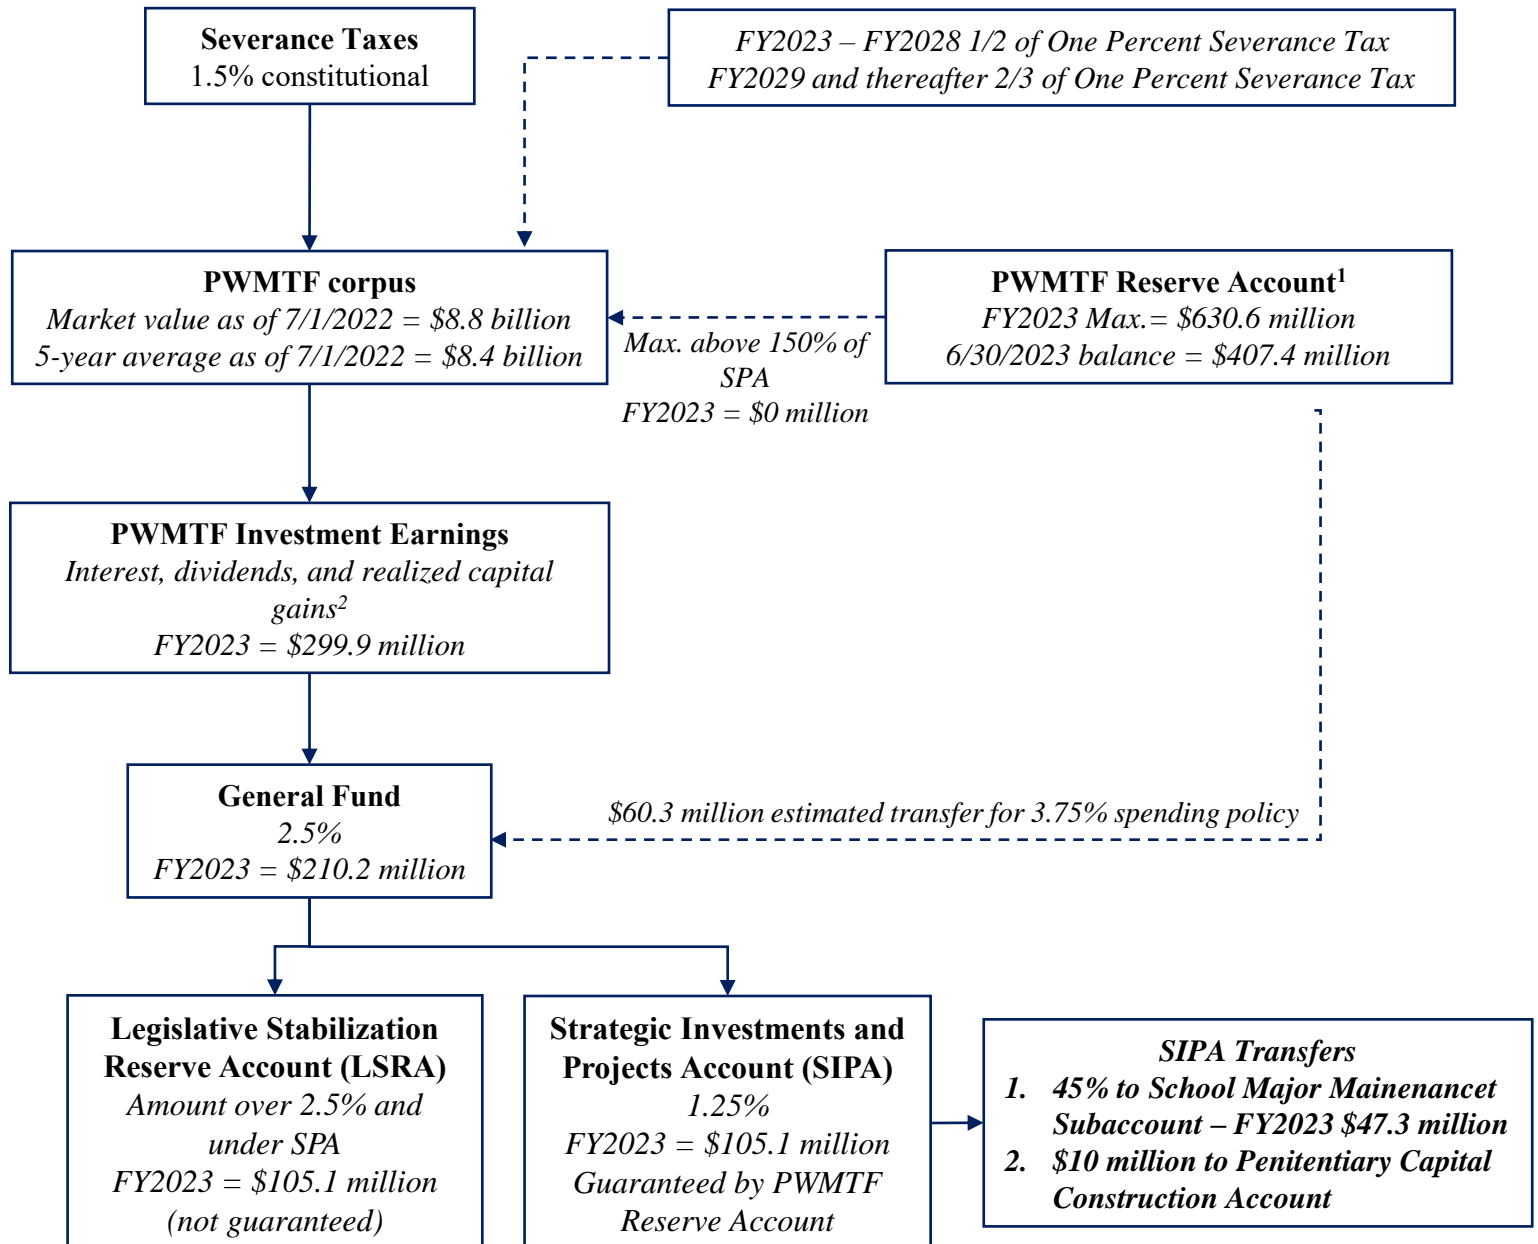 Severance Taxes
1.5% constitutional
FY2023 – FY2028 1/2 of One Percent Severance Tax
FY2029 and thereafter 2/3 of One Percent Severance Tax
PWMTF corpus
Market value as of 7/1/2022 = $8.8 billion
5-year average as of 7/1/2022 = $8.4 billion
Max. above 150% of
SPA
FY2023 = $0 million
PWMTF Reserve Account¹
FY2023 Max.= $630.6 million
6/30/2023 balance = $407.4 million
PWMTF Investment Earnings
Interest, dividends, and realized capital
gains²
FY2023 = $299.9 million
General Fund
2.5%
FY2023 = $210.2 million
$60.3 million estimated transfer for 3.75% spending policy
Legislative Stabilization
Reserve Account (LSRA)
Amount over 2.5% and
under SPA
FY2023 = $105.1 million
(not guaranteed)
Strategic Investments and
Projects Account (SIPA)
1.25%
FY2023 = $105.1 million
Guaranteed by PWMTF
Reserve Account
SIPA Transfers
1. 45% to School Major Mainenancet
Subaccount – FY2023 $47.3 million
2. $10 million to Penitentiary Capital
Construction Account